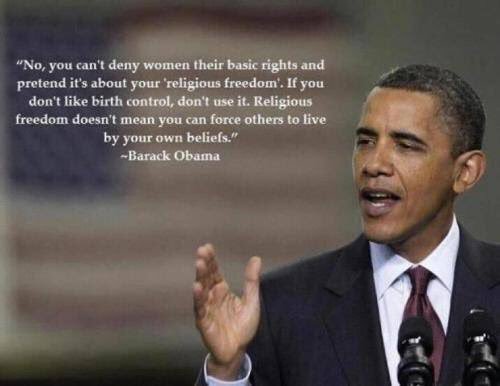 “No, you can't deny women their basic rights and
pretend it's about your 'religious freedom'. If you
don't like birth control, don't use it. Religious
freedom doesn't mean you can force others to live
by your own beliefs.”
~Barack Obama